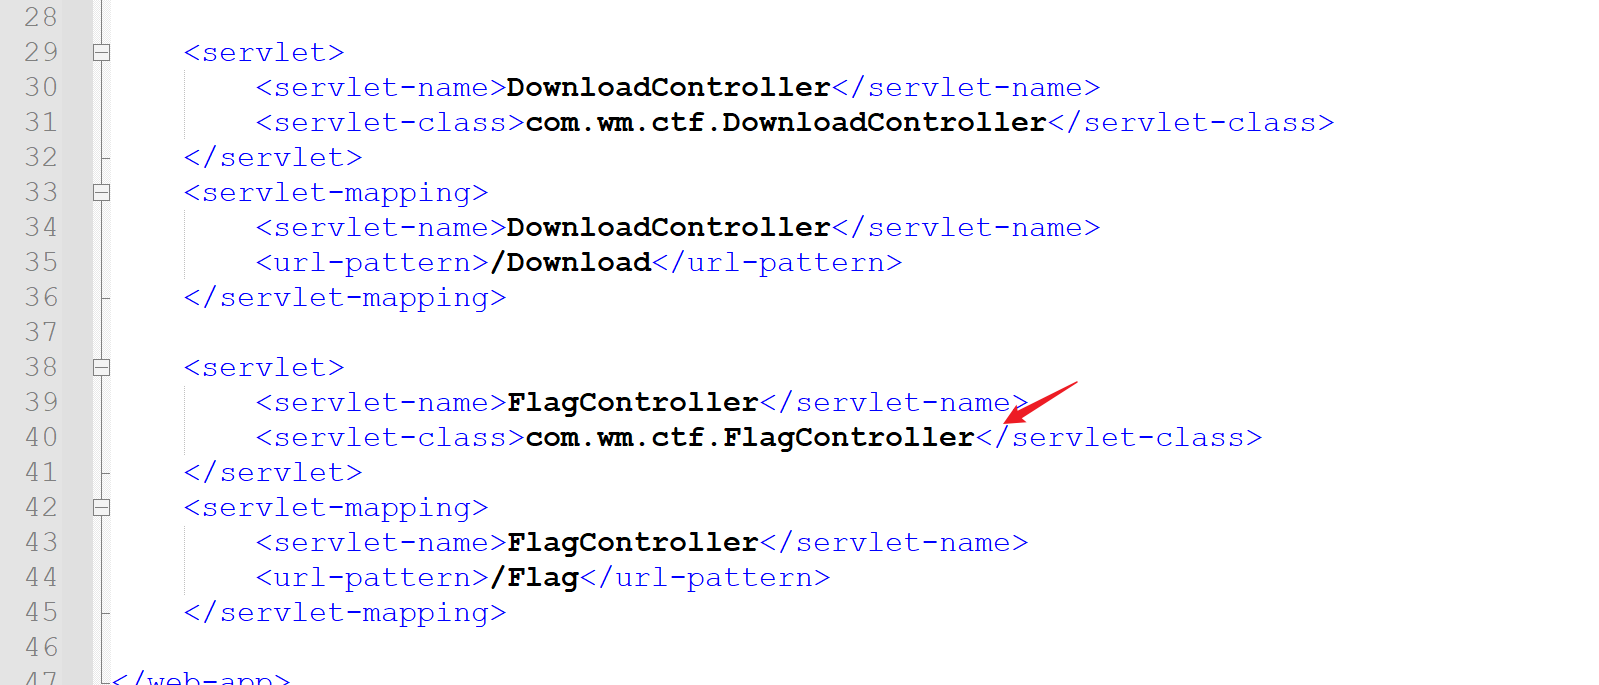 28
29 <servlet>
30 <servlet-name>DownloadController</servlet-name>
31 <servlet-class>com.wm.ctf.DownloadController</servlet-class>
32 </servlet>
33 <servlet-mapping>
34 <servlet-name>DownloadController</servlet-name>
35 <url-pattern>/Download</url-pattern>
36 </servlet-mapping>
37
38 <servlet>
39 <servlet-name>FlagController</servlet-name>
40 <servlet-class>com.wm.ctf.FlagController</servlet-class>
41 </servlet>
42 <servlet-mapping>
43 <servlet-name>FlagController</servlet-name>
44 <url-pattern>/Flag</url-pattern>
45 </servlet-mapping>
46
47 </web-app>